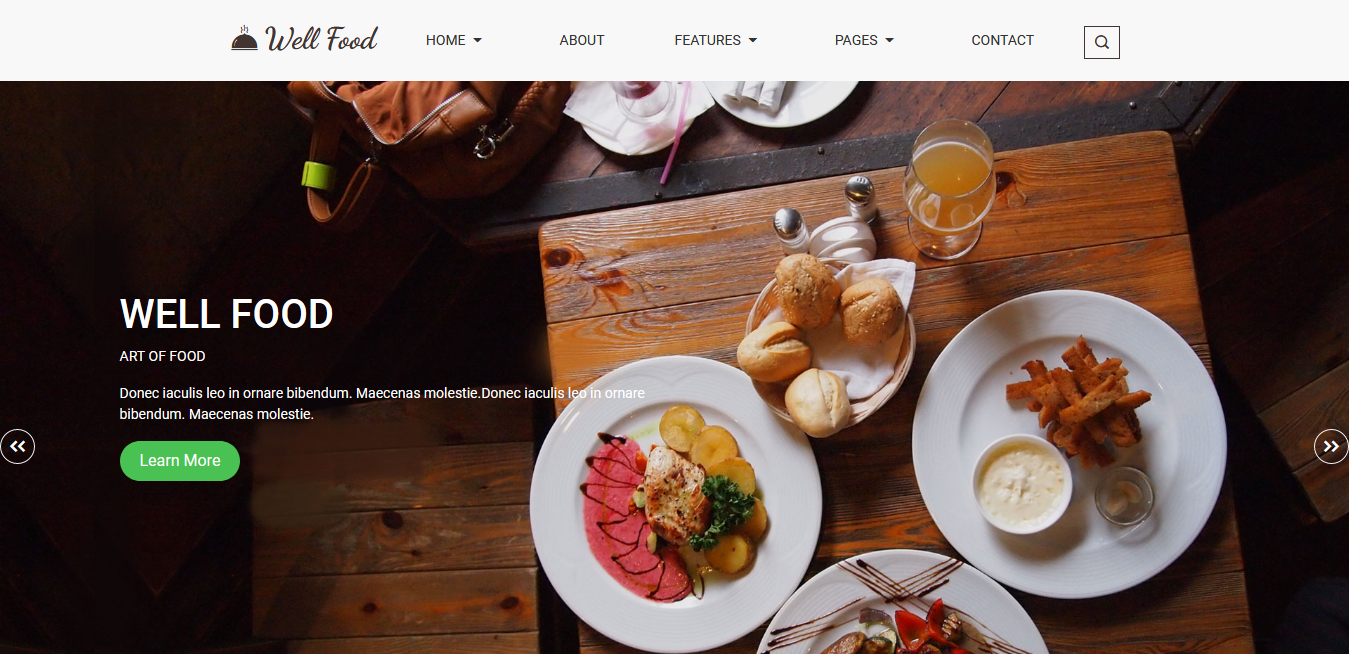 Well Food
HOME
ABOUT
FEATURES
PAGES
CONTACT
WELL FOOD
ART OF FOOD
Donec iaculis leo in ornare bibendum. Maecenas molestie.Donec iaculis leo in ornare
bibendum. Maecenas molestie.
Learn More